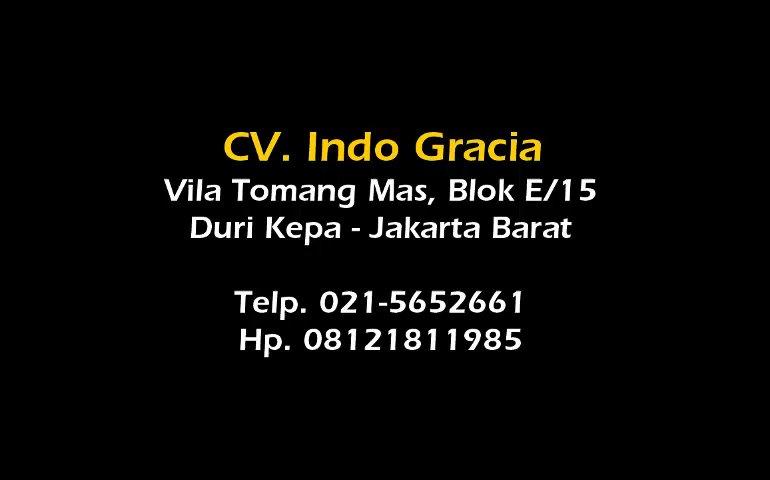 CV. Indo Gracia
Vila Tomang Mas, Blok E/15
Duri Kepa - Jakarta Barat
Telp. 021-5652661
Hp. 08121811985